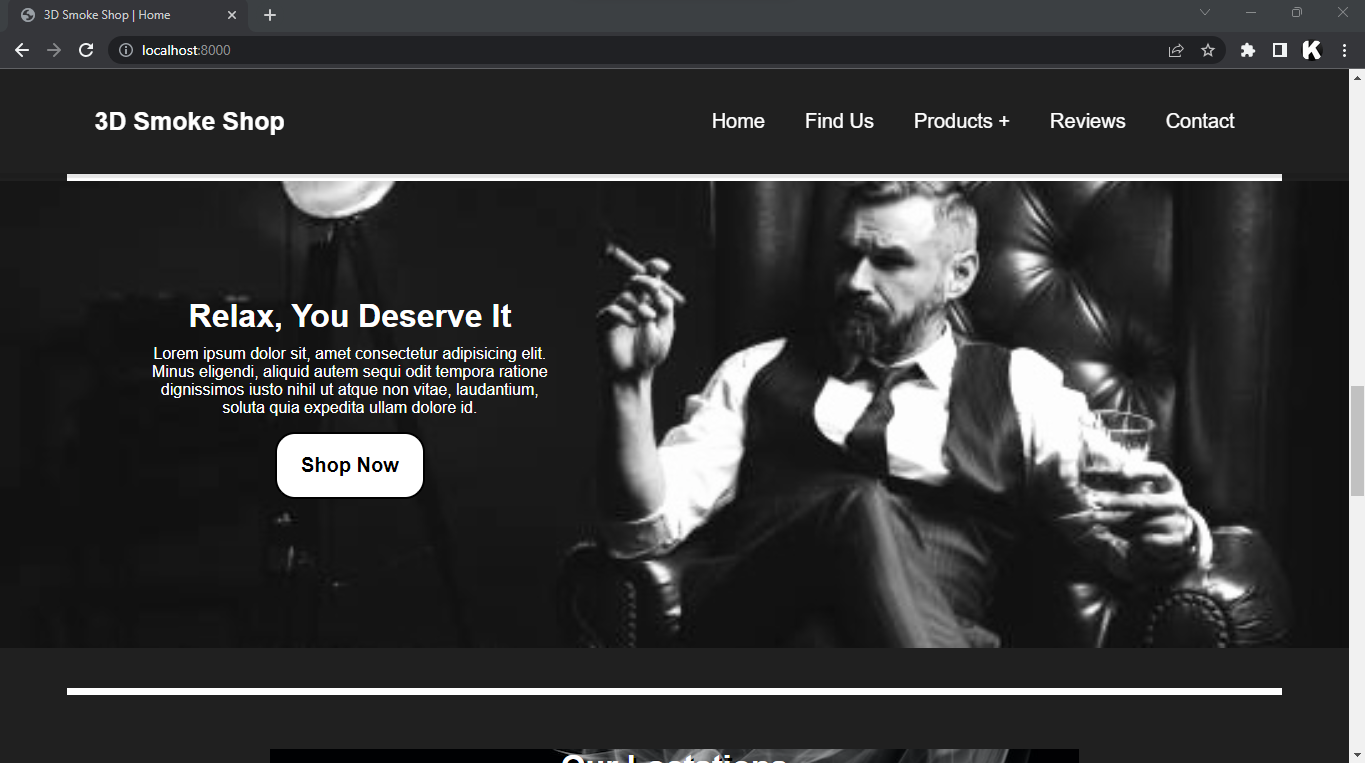 3D Smoke Shop | Home
localhost:8000
3D Smoke Shop
Home Find Us Products + Reviews Contact
Relax, You Deserve It
Lorem ipsum dolor sit, amet consectetur adipisicing elit.
Minus eligendi, aliquid autem sequi odit tempora ratione
dignissimos iusto nihil ut atque non vitae, laudantium,
soluta quia expedita ullam dolore id.
Shop Now
Our